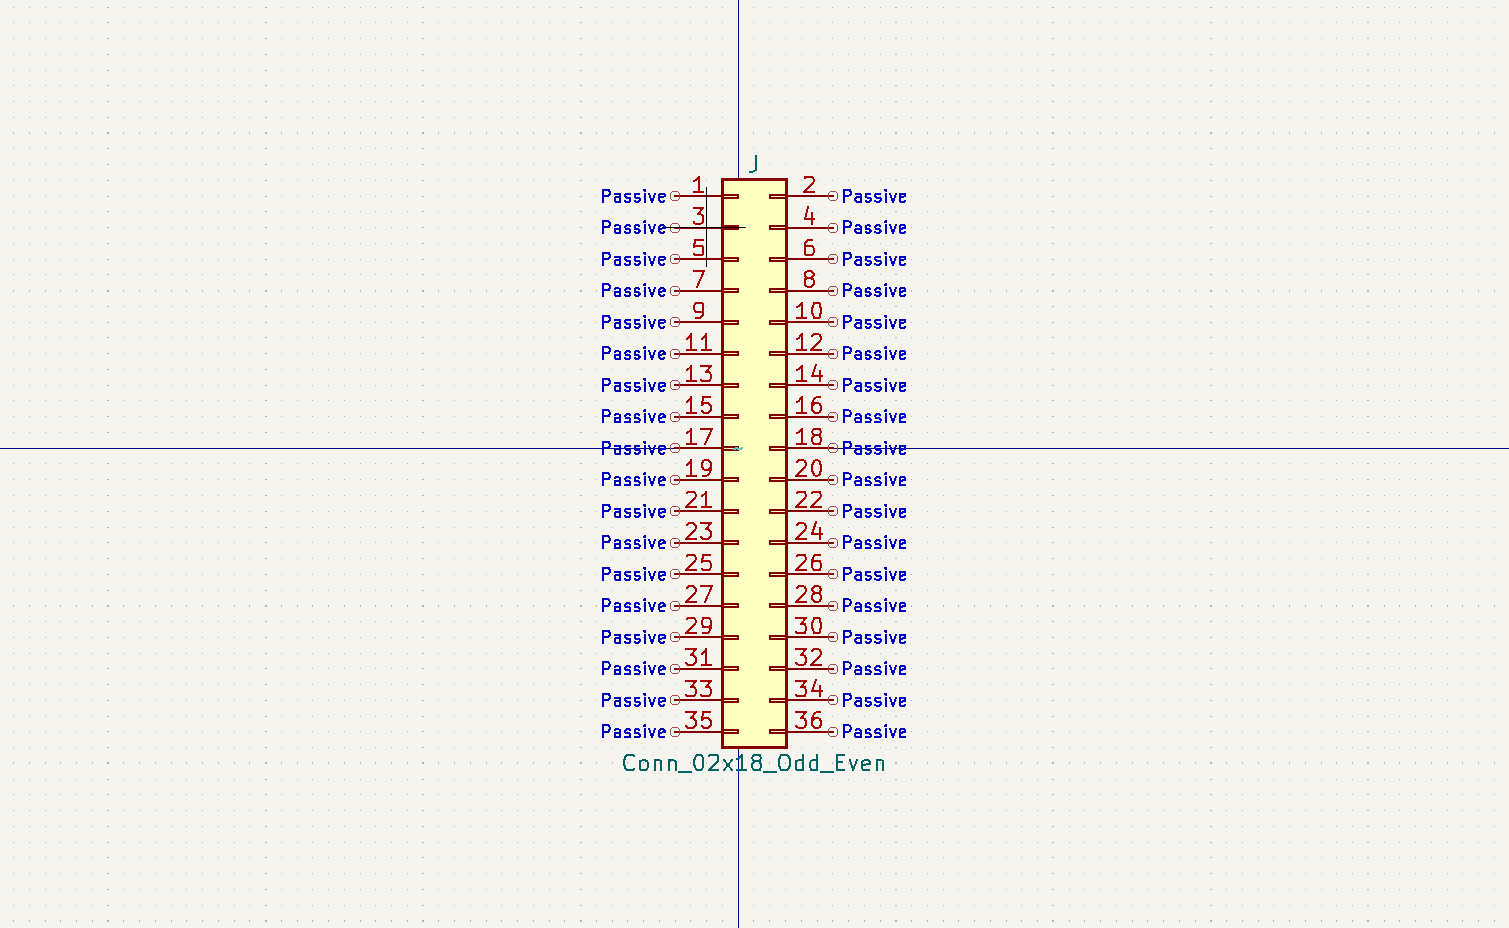 J
Passive 1 2 Passive
Passive 3 4 Passive
Passive 5 6 Passive
Passive 7 8 Passive
Passive 9 10 Passive
Passive 11 12 Passive
Passive 13 14 Passive
Passive 15 16 Passive
Passive 17 18 Passive
Passive 19 20 Passive
Passive 21 22 Passive
Passive 23 24 Passive
Passive 25 26 Passive
Passive 27 28 Passive
Passive 29 30 Passive
Passive 31 32 Passive
Passive 33 34 Passive
Passive 35 36 Passive
Conn_02x18_Odd_Even